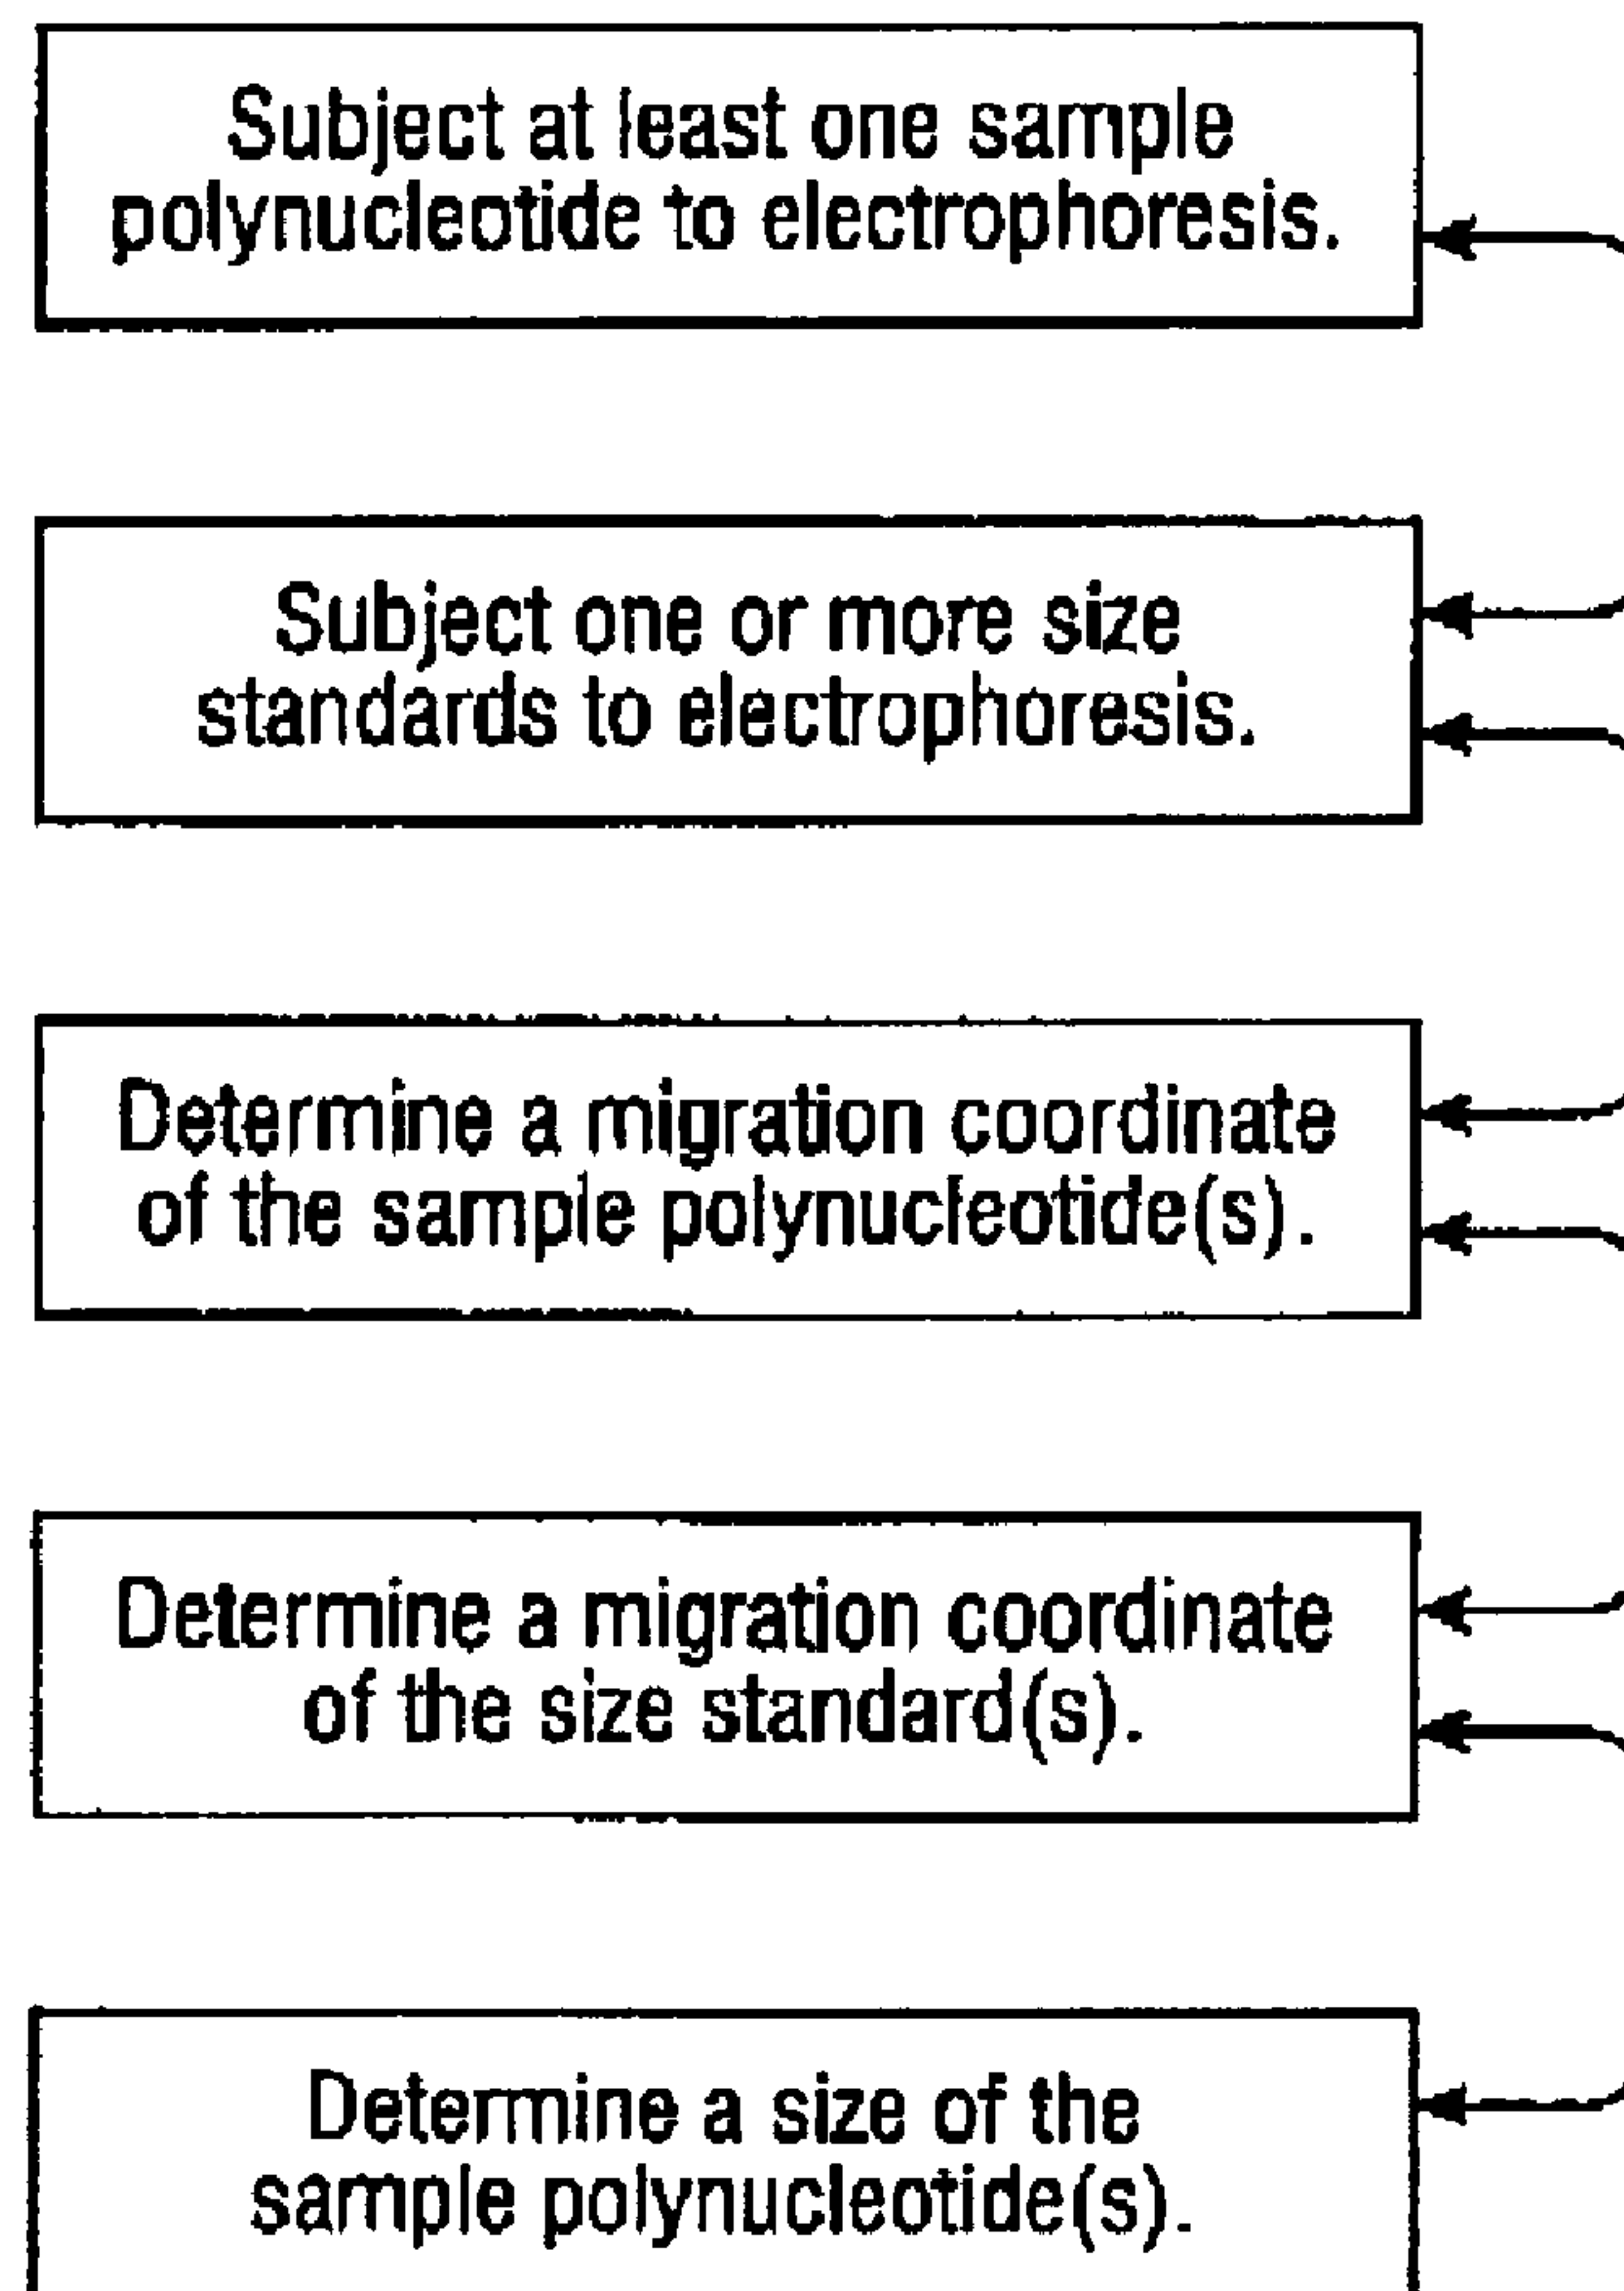 Subject at least one sample
polynucleotide to electrophoresis.
Subject one or more size
standards to electrophoresis.
Determine a migration coordinate
of the sample polynucleotide(s).
Determine a migration coordinate
of the size standard(s).
Determine a size of the
sample polynucleotide(s).